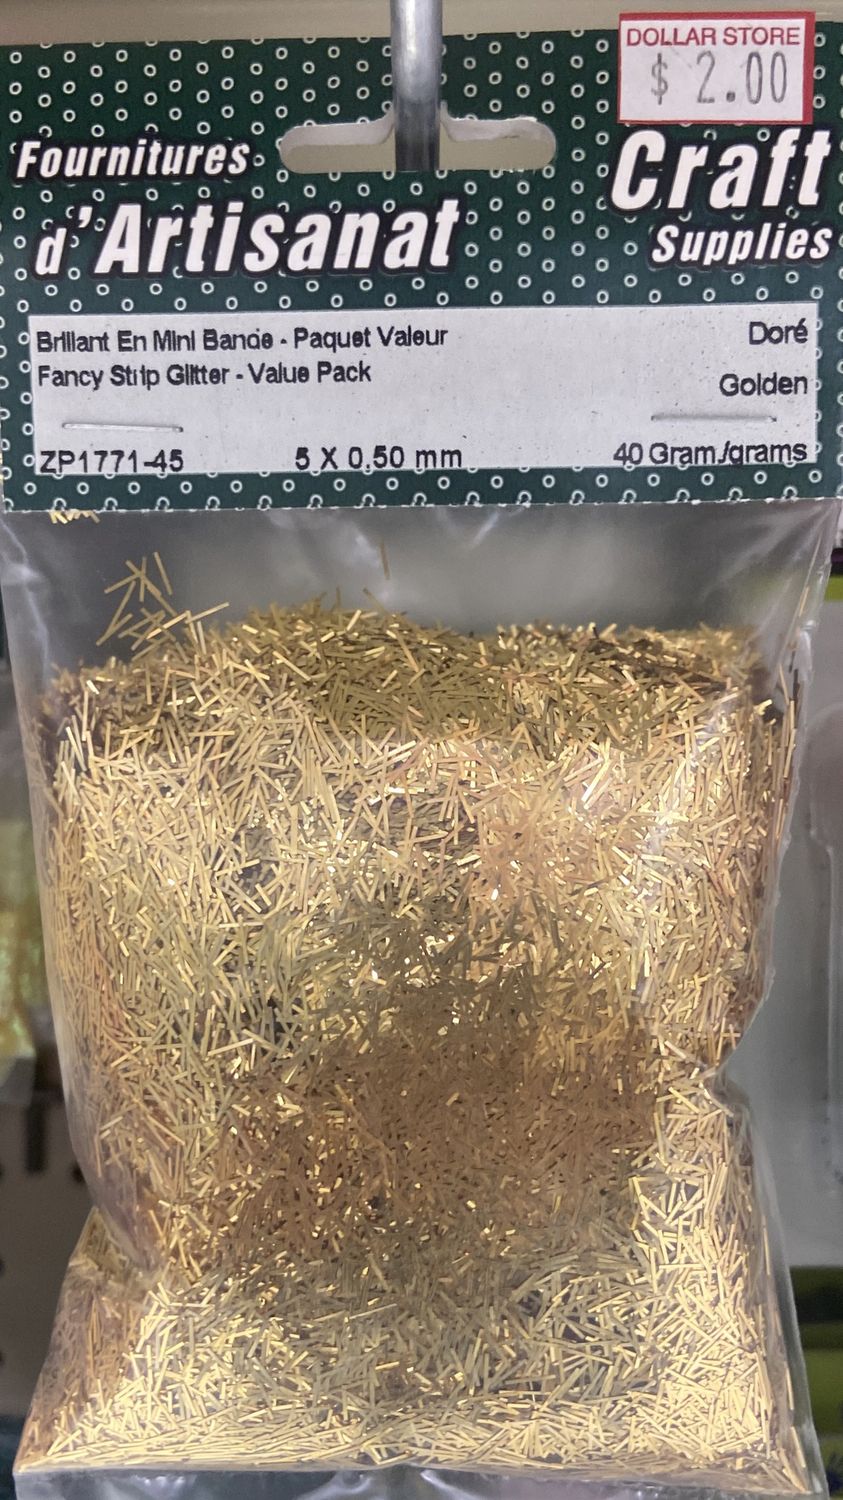 DOLLAR STORE
$ 2.00
Fournitures
d'Artisanat
Craft
Supplies
Brillant En Mini Bande - Paquet Valeur
Doré
Fancy Strip Glitter - Value Pack
Golden
ZP1771-45
5 X 0.50 mm
40 Gram./grams